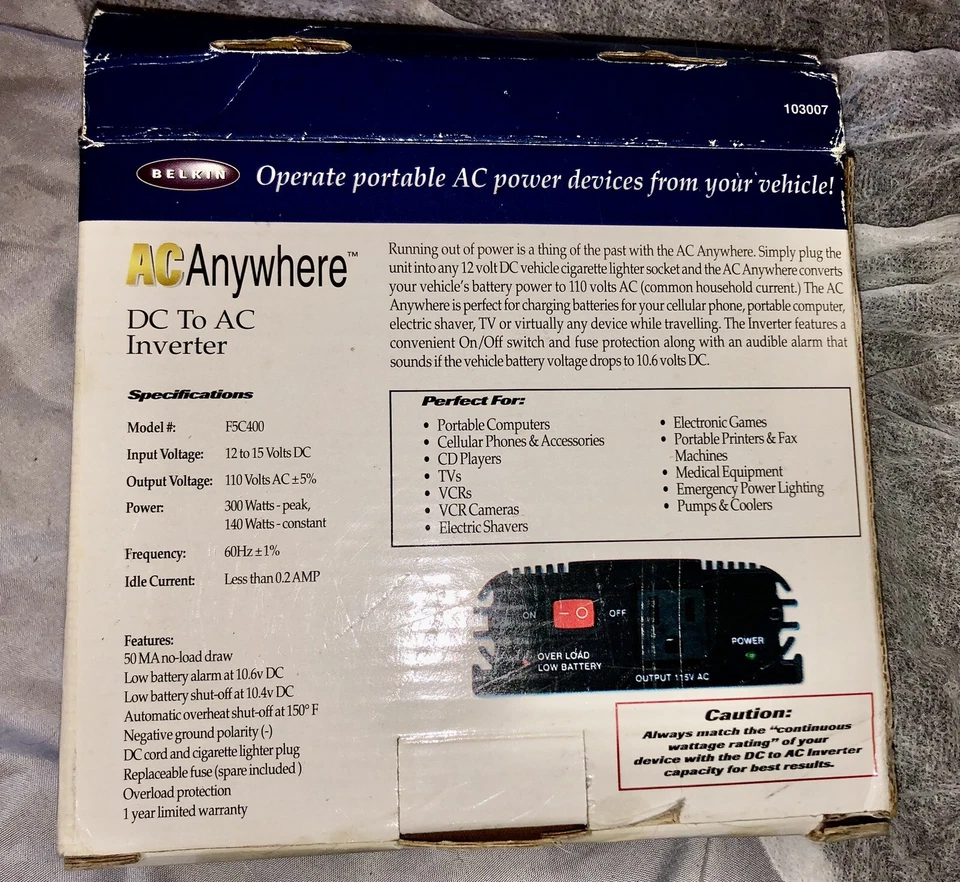 103007
BELKIN
Operate portable AC power devices from your vehicle!
AC Anywhere™
DC To AC
Inverter
Running out of power is a thing of the past with the AC Anywhere. Simply plug the
unit into any 12 volt DC vehicle cigarette lighter socket and the AC Anywhere converts
your vehicle's battery power to 110 volts AC (common household current.) The AC
Anywhere is perfect for charging batteries for your cellular phone, portable computer,
electric shaver, TV or virtually any device while travelling. The Inverter features a
convenient On/Off switch and fuse protection along with an audible alarm that
sounds if the vehicle battery voltage drops to 10.6 volts DC.
Specifications
Model #: F5C400
Input Voltage: 12 to 15 Volts DC
Output Voltage: 110 Volts AC ± 5%
Power: 300 Watts - peak,
140 Watts - constant
Frequency: 60Hz ± 1%
Idle Current: Less than 0.2 AMP
Features:
50 MA no-load draw
Low battery alarm at 10.6v DC
Low battery shut-off at 10.4v DC
Automatic overheat shut-off at 150° F
Negative ground polarity (-)
DC cord and cigarette lighter plug
Replaceable fuse (spare included )
Overload protection
1 year limited warranty
Perfect For:
• Portable Computers
• Cellular Phones & Accessories
• CD Players
• TVs
• VCRs
• VCR Cameras
• Electric Shavers
• Electronic Games
• Portable Printers & Fax
Machines
• Medical Equipment
• Emergency Power Lighting
• Pumps & Coolers
ON OFF
OVER LOAD
LOW BATTERY
OUTPUT 115V AC
POWER
Caution:
Always match the "continuous
wattage rating" of your
device with the DC to AC Inverter
capacity for best results.